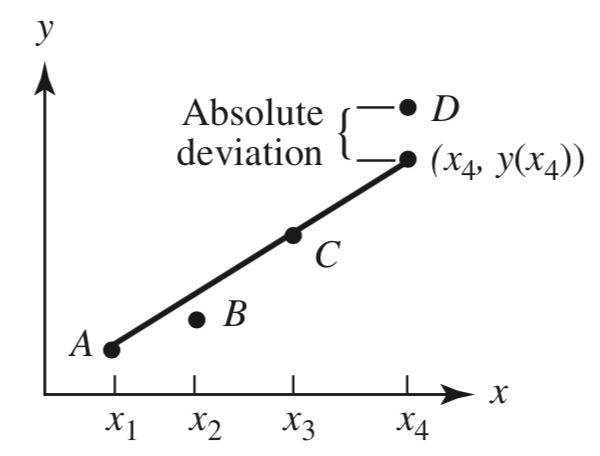 y
Absolute
deviation
{
D
(x₄, y(x₄))
C
B
A
x
x₁ x₂ x₃ x₄